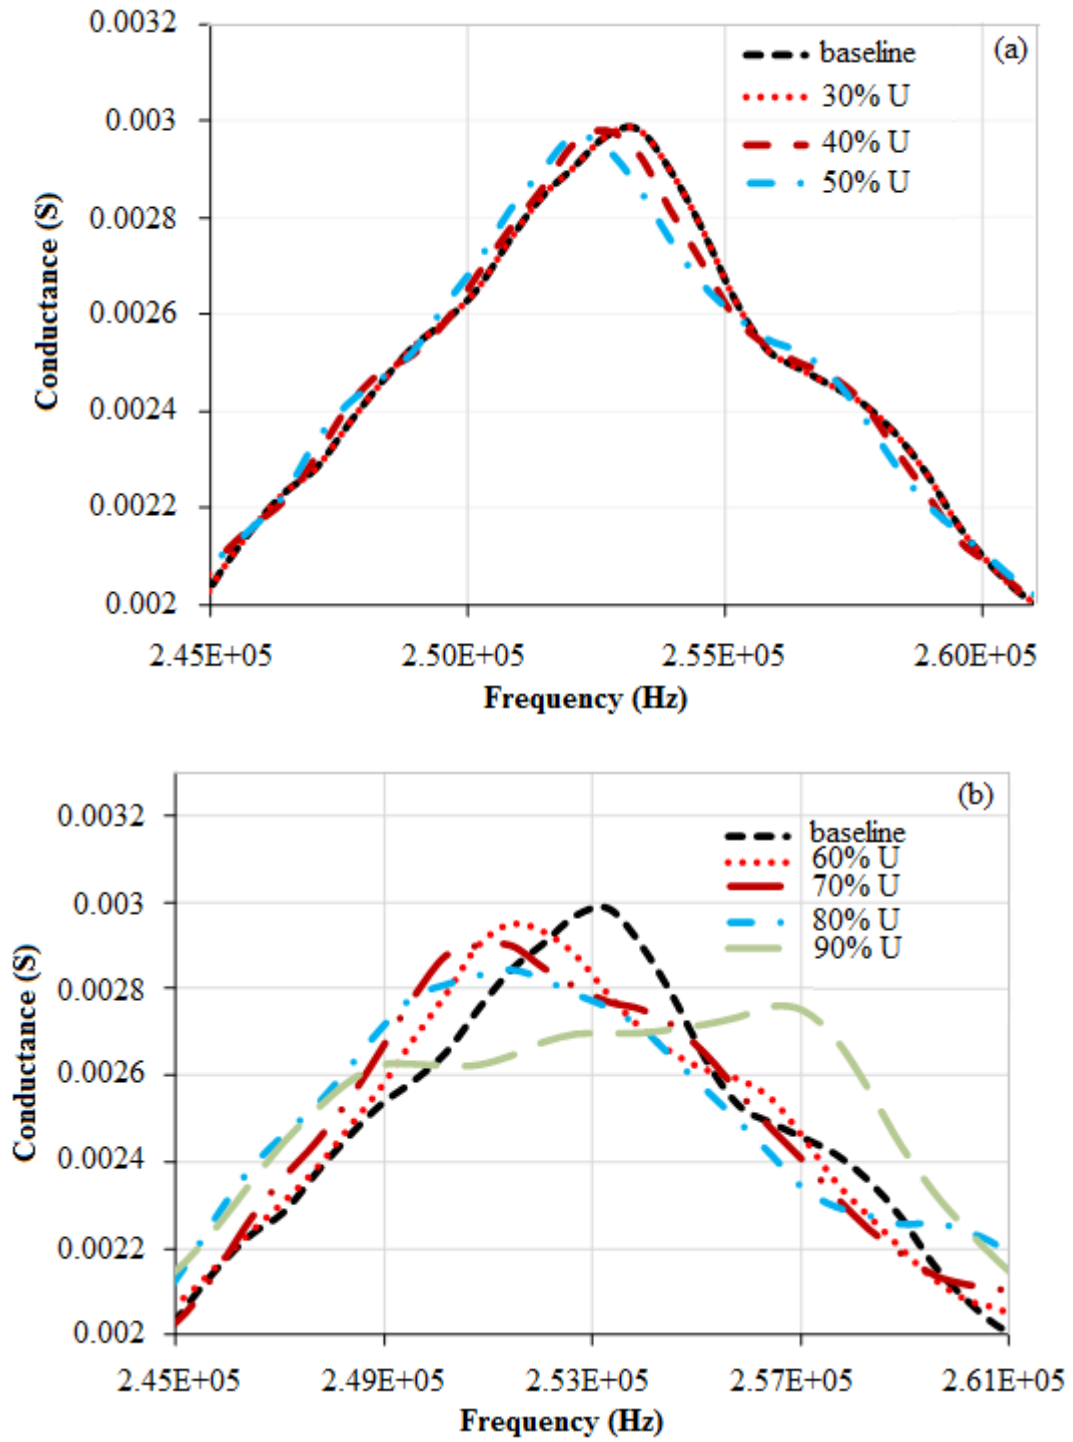 0.0032
(a)
baseline
30% U
40% U
50% U
0.003
0.0028
0.0026
0.0024
0.0022
0.002
Conductance (S)
2.45E+05 2.50E+05 2.55E+05 2.60E+05
Frequency (Hz)
(b)
0.0032
baseline
60% U
70% U
80% U
90% U
0.003
0.0028
0.0026
0.0024
0.0022
0.002
Conductance (S)
2.45E+05 2.49E+05 2.53E+05 2.57E+05 2.61E+05
Frequency (Hz)